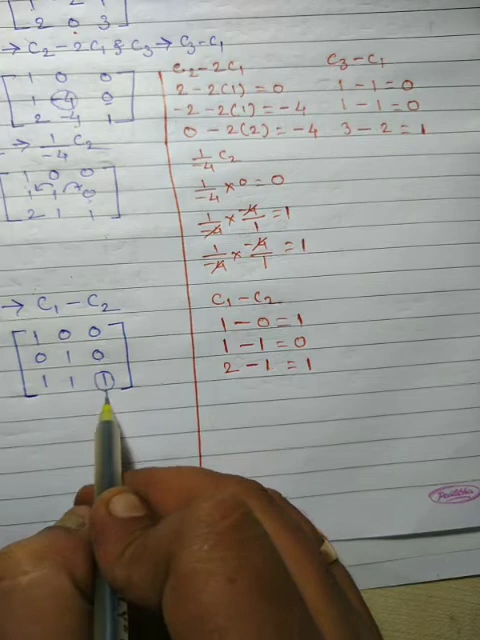 1 2 1
2 0 3
→ C₂ - 2C₁ & C₃ → C₃ - C₁
1 0 0
1 -4 0
2 -4 1
→ 1/-4 C₂
1 0 0
1 1 0
2 1 1
→ C₁ - C₂
1 0 0
0 1 0
1 1 1
C₂ - 2C₁
2 - 2(1) = 0
-2 - 2(1) = -4
0 - 2(2) = -4
C₃ - C₁
1 - 1 = 0
1 - 1 = 0
3 - 2 = 1
1/-4 C₂
1/-4 × 0 = 0
1/-4 × -4/1 = 1
1/-4 × -4/1 = 1
C₁ - C₂
1 - 0 = 1
1 - 1 = 0
2 - 1 = 1